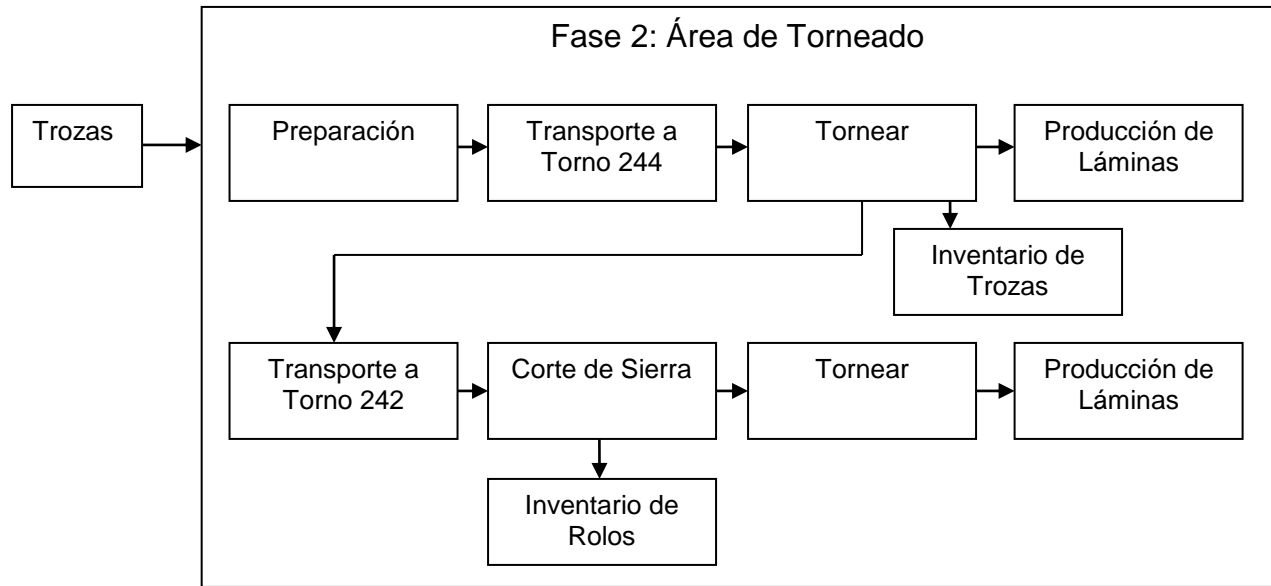 Fase 2: Área de Torneado
Trozas
Preparación
Transporte a
Torno 244
Tornear
Producción de
Láminas
Inventario de
Trozas
Transporte a
Torno 242
Corte de Sierra
Tornear
Producción de
Láminas
Inventario de
Rolos